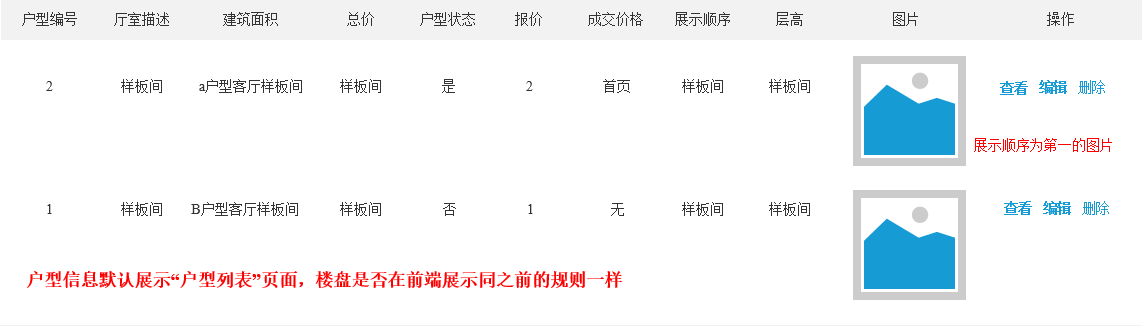 户型编号 厅室描述 建筑面积 总价 户型状态 报价 成交价格 展示顺序 层高 图片 操作
2 样板间 a户型客厅样板间 样板间 是 2 首页 样板间 样板间 查看 编辑 删除
展示顺序为第一的图片
1 样板间 B户型客厅样板间 样板间 否 1 无 样板间 样板间 查看 编辑 删除
户型信息默认展示“户型列表”页面，楼盘是否在前端展示同之前的规则一样